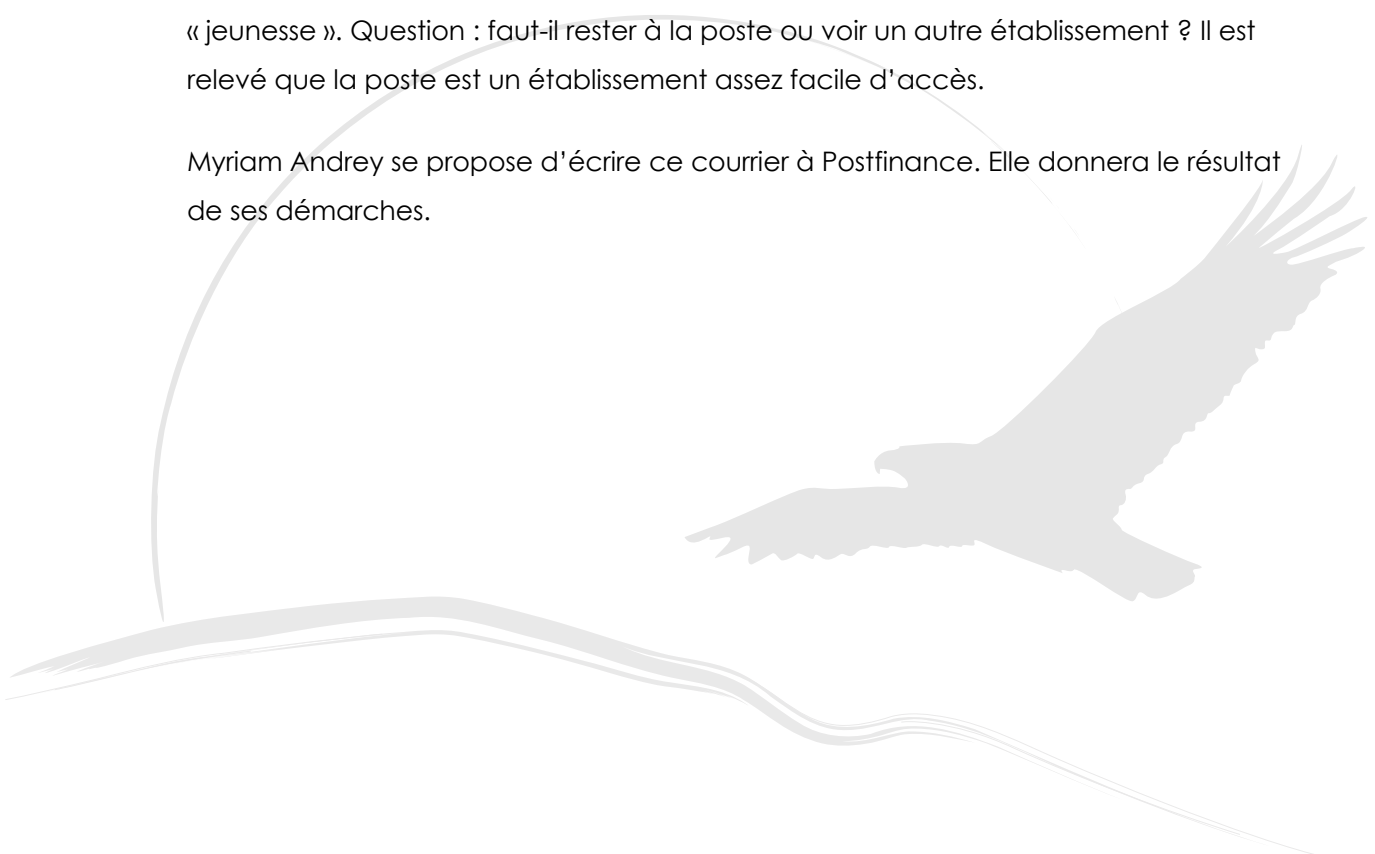 « jeunesse ». Question : faut-il rester à la poste ou voir un autre établissement ? Il est
relevé que la poste est un établissement assez facile d’accès.
Myriam Andrey se propose d’écrire ce courrier à Postfinance. Elle donnera le résultat
de ses démarches.